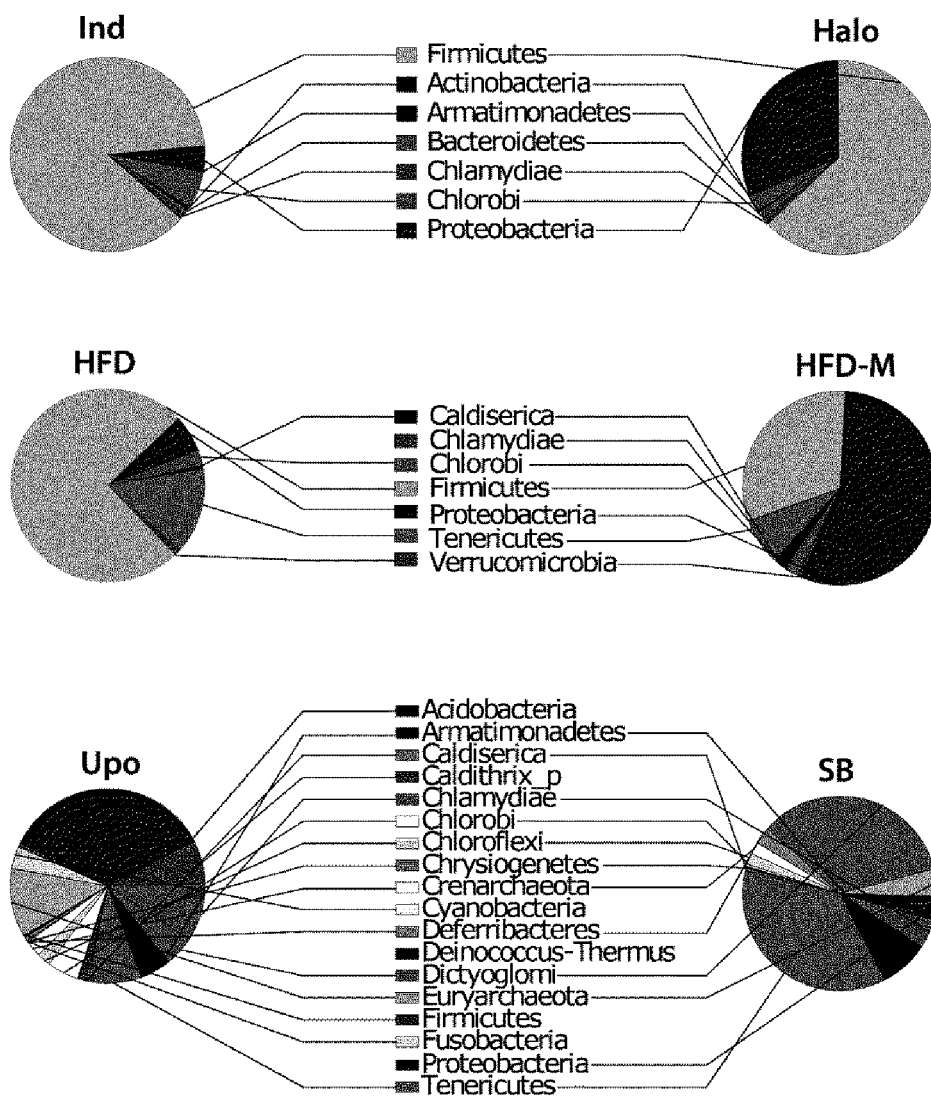 Ind
Halo
Firmicutes
Actinobacteria
Armatimonadetes
Bacteroidetes
Chlamydiae
Chlorobi
Proteobacteria
HFD
HFD-M
Caldiserica
Chlamydiae
Chlorobi
Firmicutes
Proteobacteria
Tenericutes
Verrucomicrobia
Upo
SB
Acidobacteria
Armatimonadetes
Caldiserica
Caldithrix_p
Chlamydiae
Chlorobi
Chloroflexi
Chrysiogenetes
Crenarchaeota
Cyanobacteria
Deferribacteres
Deinococcus-Thermus
Dictyoglomi
Euryarchaeota
Firmicutes
Fusobacteria
Proteobacteria
Tenericutes